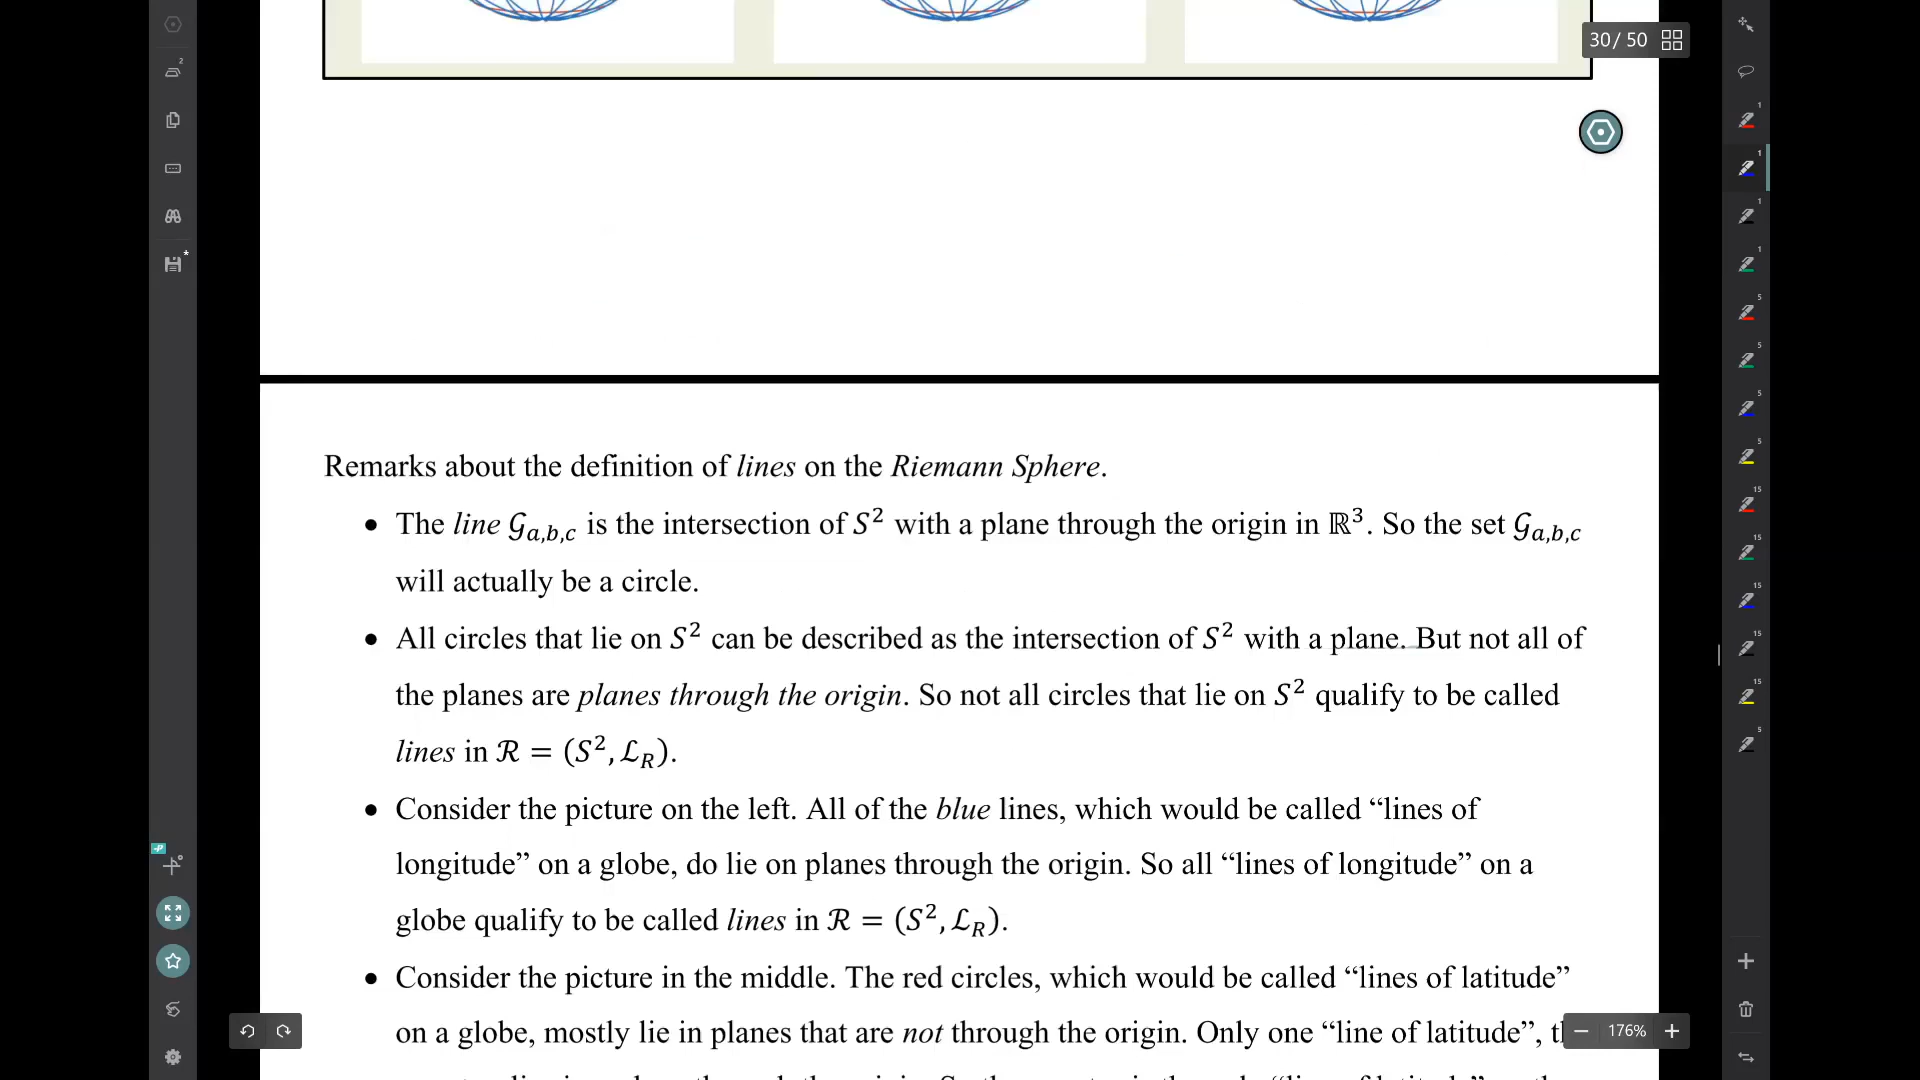 30/ 50
Remarks about the definition of lines on the Riemann Sphere.
• The line 𝒢a,b,c is the intersection of S² with a plane through the origin in ℝ³. So the set 𝒢a,b,c
will actually be a circle.
• All circles that lie on S² can be described as the intersection of S² with a plane. But not all of
the planes are planes through the origin. So not all circles that lie on S² qualify to be called
lines in ℛ = (S², ℒR).
• Consider the picture on the left. All of the blue lines, which would be called “lines of
longitude” on a globe, do lie on planes through the origin. So all “lines of longitude” on a
globe qualify to be called lines in ℛ = (S², ℒR).
• Consider the picture in the middle. The red circles, which would be called “lines of latitude”
on a globe, mostly lie in planes that are not through the origin. Only one “line of latitude”,
176%